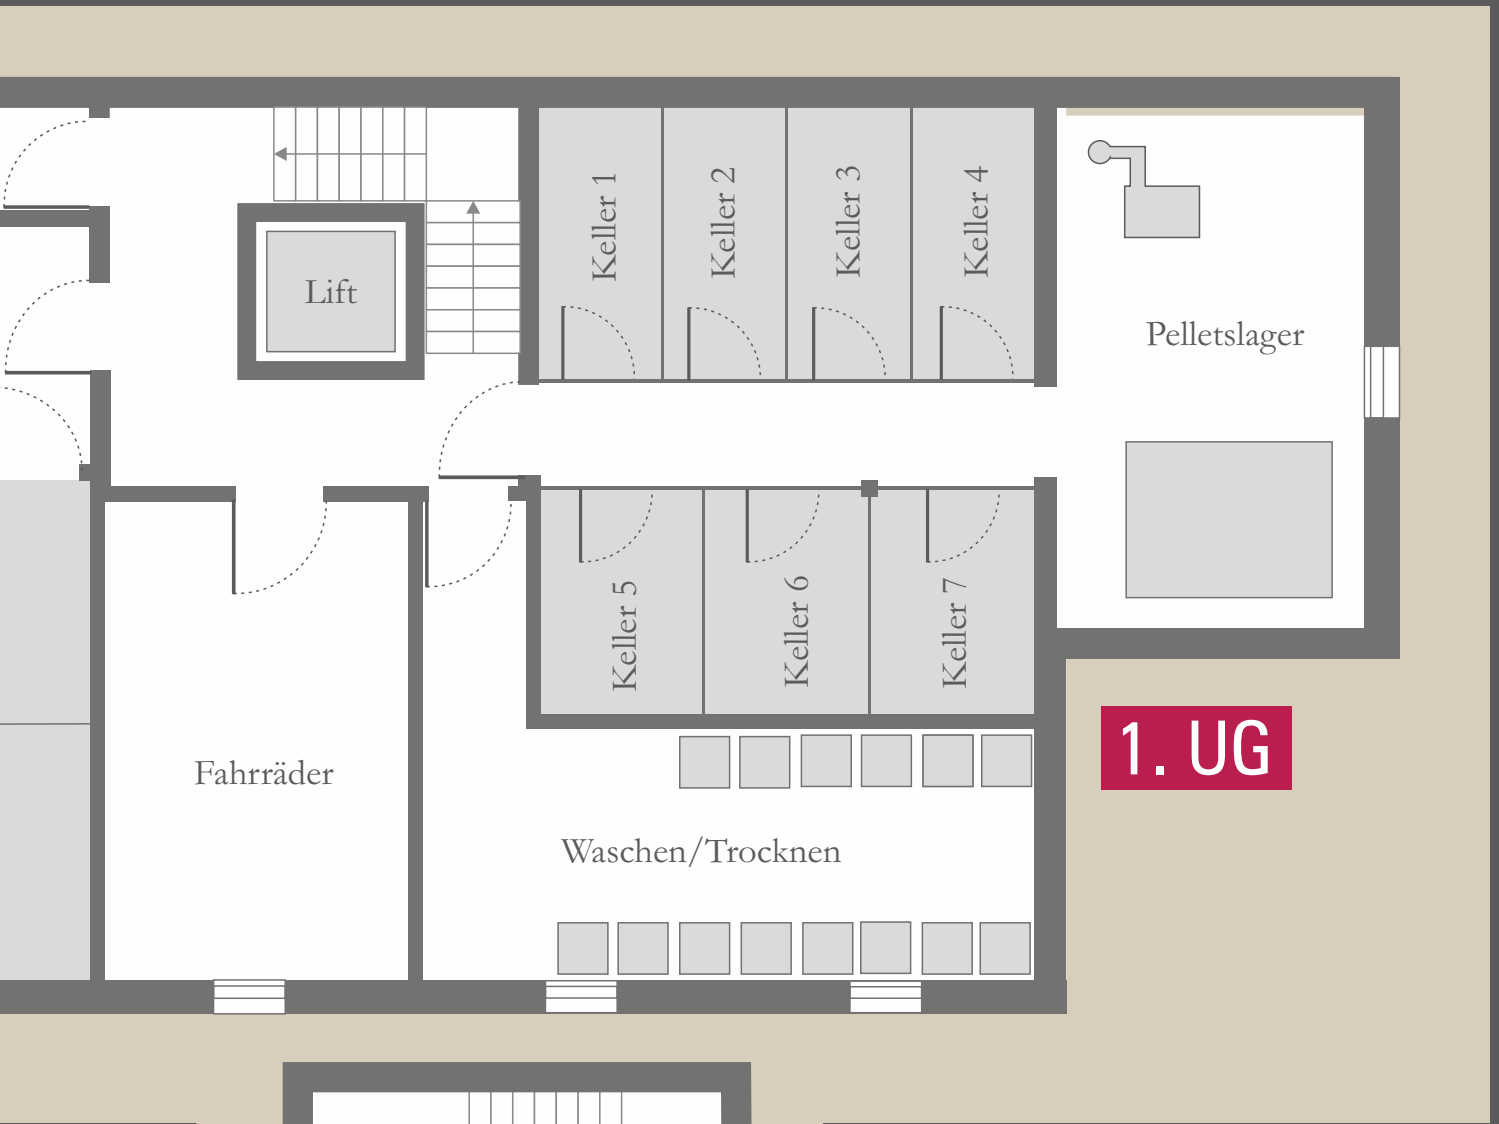 Keller 1
Keller 2
Keller 3
Keller 4
Lift
Pelletslager
Keller 5
Keller 6
Keller 7
1. UG
Fahrräder
Waschen/Trocknen